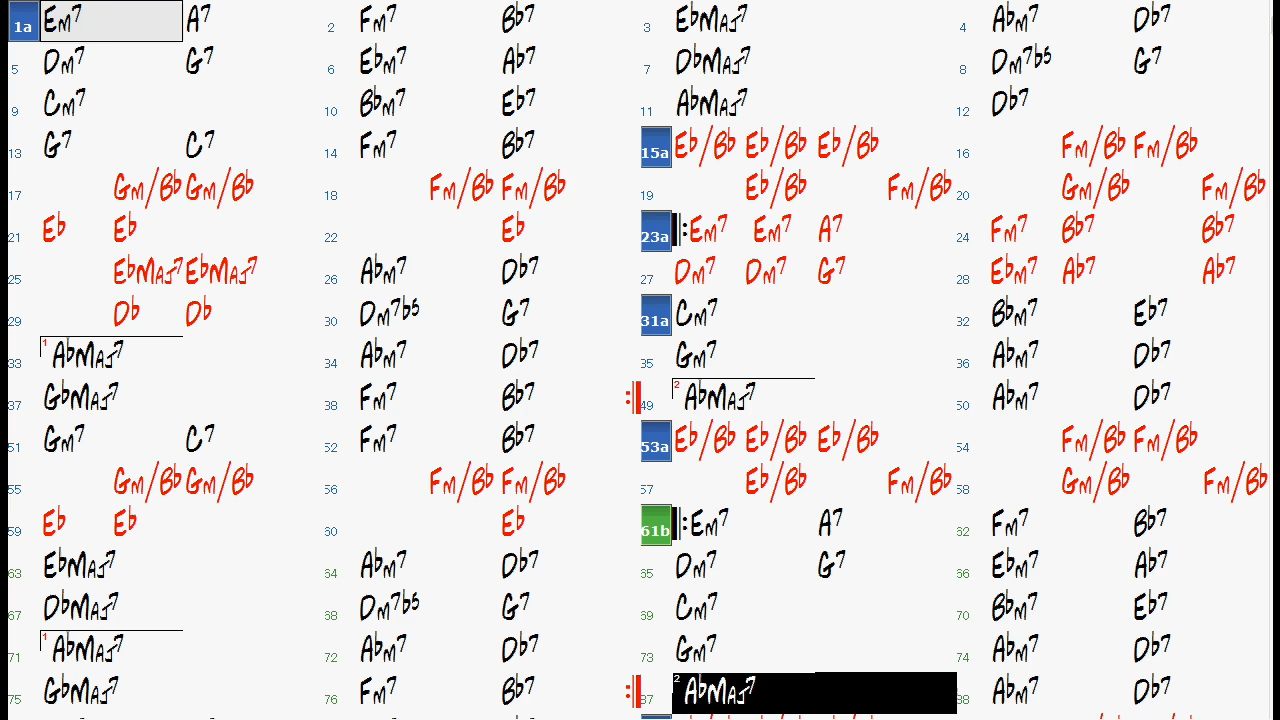 1a Em7 A7 2 Fm7 Bb7 3 EbMaj7 4 Abm7 Db7
5 Dm7 G7 6 Ebm7 Ab7 7 DbMaj7 8 Dm7b5 G7
9 Cm7 10 Bbm7 Eb7 11 AbMaj7 12 Db7
13 G7 C7 14 Fm7 Bb7 15a Eb/Bb Eb/Bb Eb/Bb 16 Fm/Bb Fm/Bb
17 Gm/Bb Gm/Bb 18 Fm/Bb Fm/Bb 19 Eb/Bb Fm/Bb 20 Gm/Bb Fm/Bb
21 Eb Eb 22 Eb 23a Em7 Em7 A7 24 Fm7 Bb7 Bb7
25 EbMaj7 EbMaj7 26 Abm7 Db7 27 Dm7 Dm7 G7 28 Ebm7 Ab7 Ab7
29 Db Db 30 Dm7b5 G7 31a Cm7 32 Bbm7 Eb7
33 1 AbMaj7 34 Abm7 Db7 35 Gm7 36 Abm7 Db7
37 GbMaj7 38 Fm7 Bb7 49 2 AbMaj7 50 Abm7 Db7
51 Gm7 C7 52 Fm7 Bb7 53a Eb/Bb Eb/Bb Eb/Bb 54 Fm/Bb Fm/Bb
55 Gm/Bb Gm/Bb 56 Fm/Bb Fm/Bb 57 Eb/Bb Fm/Bb 58 Gm/Bb Fm/Bb
59 Eb Eb 60 Eb 61b Em7 A7 62 Fm7 Bb7
63 EbMaj7 64 Abm7 Db7 65 Dm7 G7 66 Ebm7 Ab7
67 DbMaj7 68 Dm7b5 G7 69 Cm7 70 Bbm7 Eb7
71 1 AbMaj7 72 Abm7 Db7 73 Gm7 74 Abm7 Db7
75 GbMaj7 76 Fm7 Bb7 87 2 AbMaj7 88 Abm7 Db7